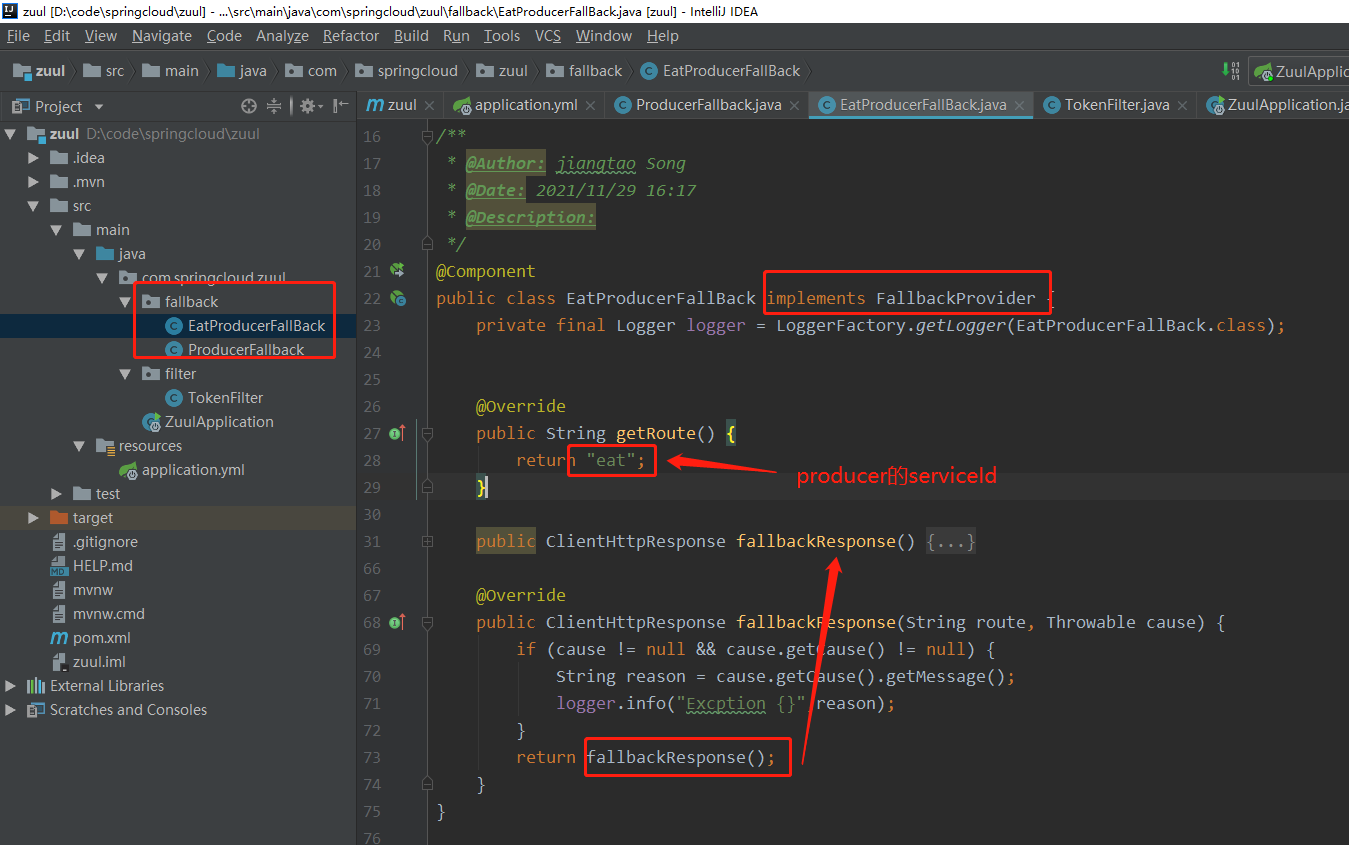 zuul [D:\code\springcloud\zuul] - ...\src\main\java\com\springcloud\zuul\fallback\EatProducerFallBack.java [zuul] - IntelliJ IDEA
File Edit View Navigate Code Analyze Refactor Build Run Tools VCS Window Help
zuul src main java com springcloud zuul fallback EatProducerFallBack ZuulApplic
Project
zuul application.yml ProducerFallback.java EatProducerFallBack.java TokenFilter.java ZuulApplication.ja
zuul D:\code\springcloud\zuul
.idea
.mvn
src
main
java
com.springcloud.zuul
fallback
EatProducerFallBack
ProducerFallback
filter
TokenFilter
ZuulApplication
resources
application.yml
test
target
.gitignore
HELP.md
mvnw
mvnw.cmd
pom.xml
zuul.iml
External Libraries
Scratches and Consoles
16 /**
17 * @Author: jiangtao Song
18 * @Date: 2021/11/29 16:17
19 * @Description:
20 */
21 @Component
22 public class EatProducerFallBack implements FallbackProvider {
23 private final Logger logger = LoggerFactory.getLogger(EatProducerFallBack.class);
24
25
26 @Override
27 public String getRoute() {
28 return "eat";
producer的serviceId
29 }
30
31 public ClientHttpResponse fallbackResponse() {...}
66
67 @Override
68 public ClientHttpResponse fallbackResponse(String route, Throwable cause) {
69 if (cause != null && cause.getCause() != null) {
70 String reason = cause.getCause().getMessage();
71 logger.info("Excption {}" reason);
72 }
73 return fallbackResponse();
74 }
75 }
76